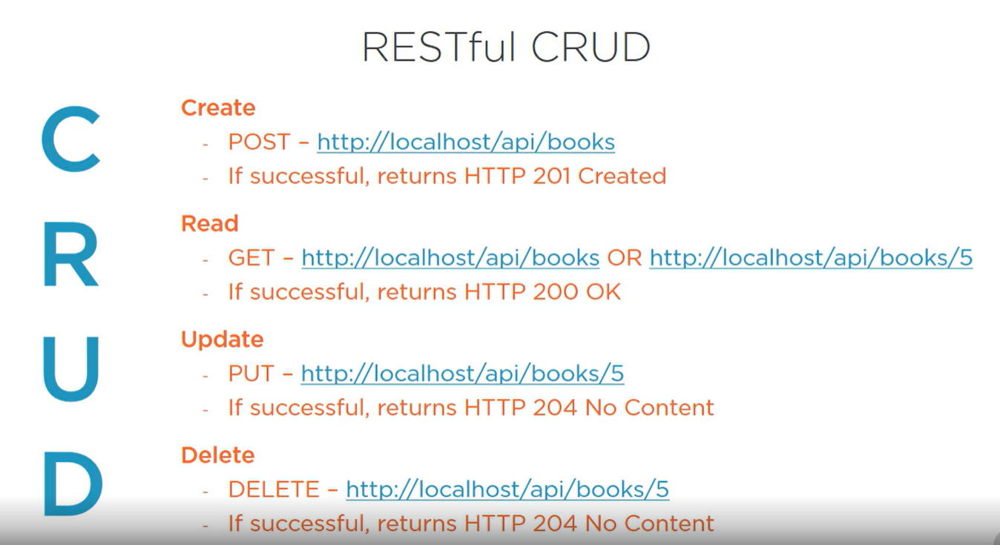 RESTful CRUD
C
Create
- POST – http://localhost/api/books
- If successful, returns HTTP 201 Created
R
Read
- GET – http://localhost/api/books OR http://localhost/api/books/5
- If successful, returns HTTP 200 OK
U
Update
- PUT – http://localhost/api/books/5
- If successful, returns HTTP 204 No Content
D
Delete
- DELETE – http://localhost/api/books/5
- If successful, returns HTTP 204 No Content